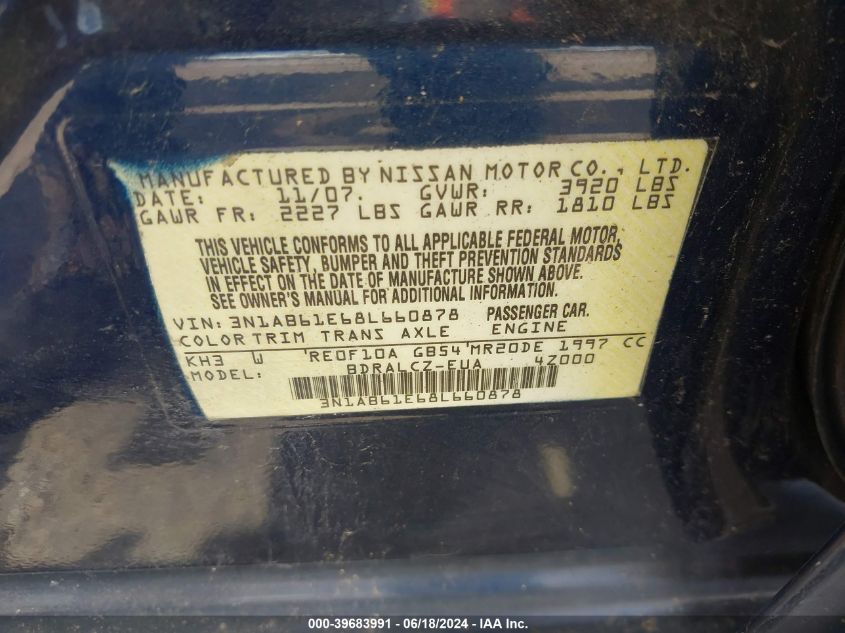 MANUFACTURED BY NISSAN MOTOR CO., LTD.
DATE: 11/07. GVWR: 3920 LBS
GAWR FR: 2227 LBS GAWR RR: 1810 LBS
THIS VEHICLE CONFORMS TO ALL APPLICABLE FEDERAL MOTOR
VEHICLE SAFETY, BUMPER AND THEFT PREVENTION STANDARDS
IN EFFECT ON THE DATE OF MANUFACTURE SHOWN ABOVE.
SEE OWNER'S MANUAL FOR ADDITIONAL INFORMATION.
VIN: 3N1AB61E68L660878 PASSENGER CAR.
COLOR TRIM TRANS AXLE ENGINE
KH3 W 'RE0F10A GB54'MR20DE 1997 CC
MODEL: BDRALCZ-EUA 4Z000
3N1AB61E68L660878
000-39683991 - 06/18/2024 - IAA Inc.